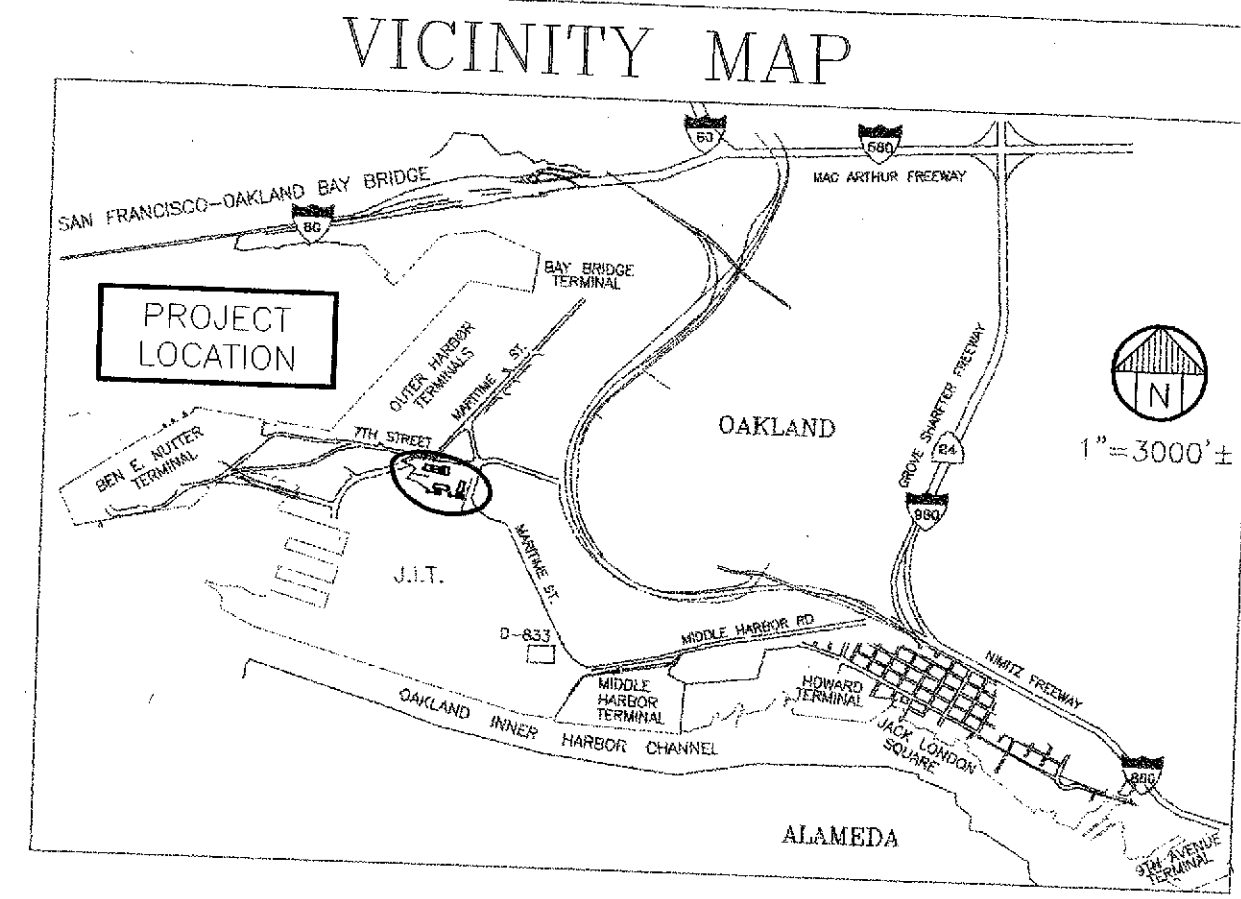 VICINITY MAP
SAN FRANCISCO-OAKLAND BAY BRIDGE
80
80
680
MAC ARTHUR FREEWAY
BAY BRIDGE
TERMINAL
PROJECT
LOCATION
OUTER HARBOR
TERMINALS
MARITIME ST.
GROVE SHARFTER FREEWAY
24
980
N
1"=3000'±
OAKLAND
7TH STREET
BEN E. NUTTER
TERMINAL
J.I.T.
MARITIME ST.
D-833
MIDDLE HARBOR RD
NIMITZ FREEWAY
MIDDLE
HARBOR
TERMINAL
HOWARD
TERMINAL
JACK LONDON
SQUARE
OAKLAND INNER HARBOR CHANNEL
880
ALAMEDA
9TH AVENUE
TERMINAL